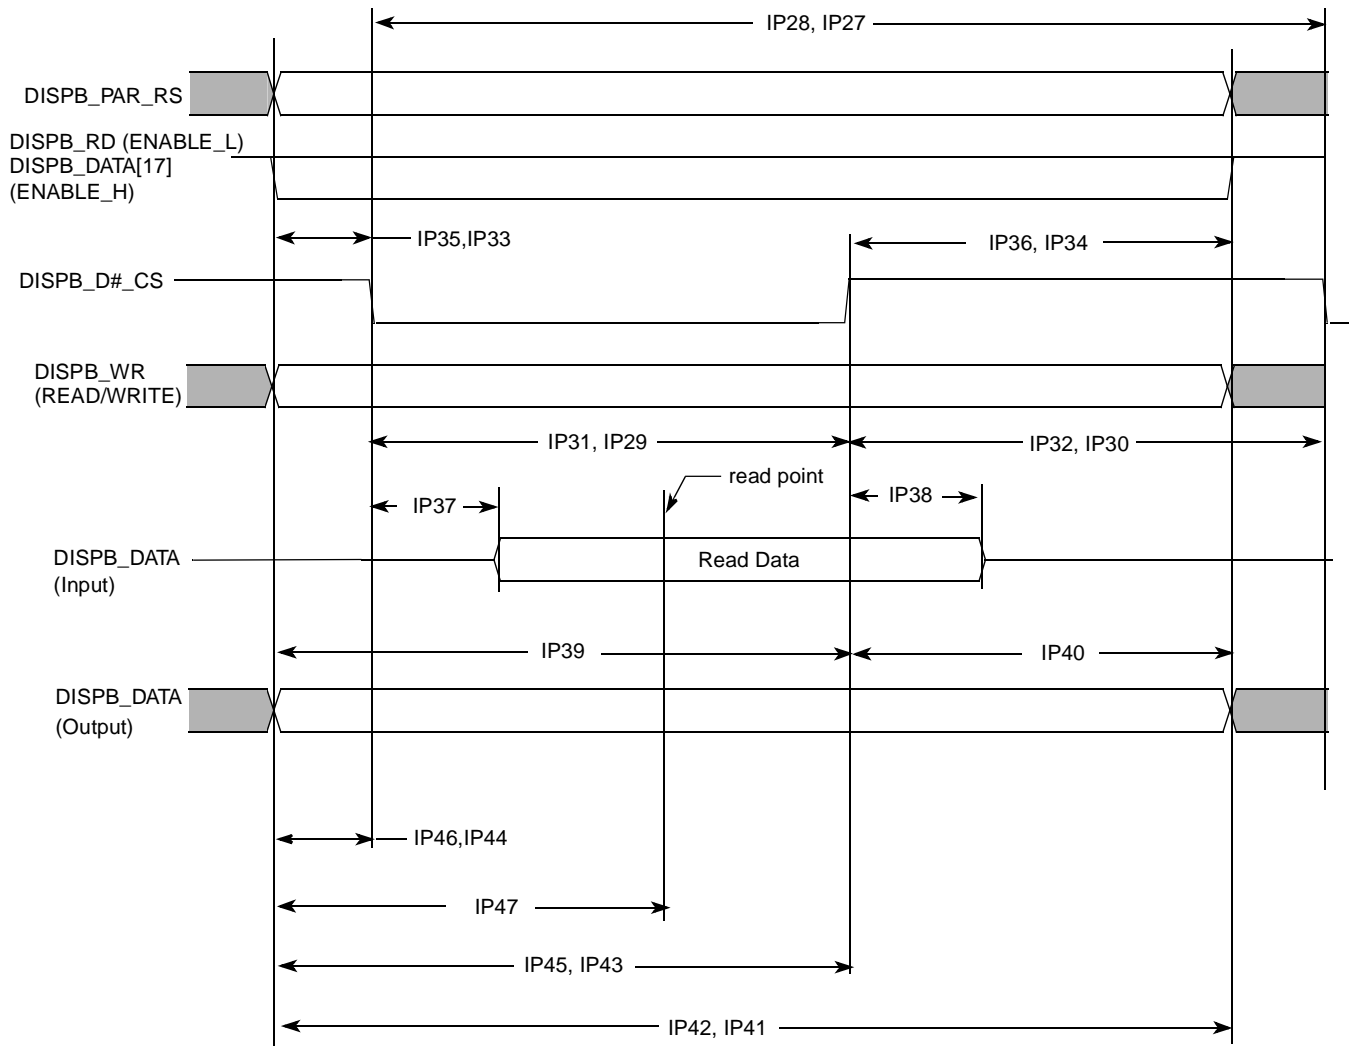 IP28, IP27
DISPB_PAR_RS
DISPB_RD (ENABLE_L)
DISPB_DATA[17]
(ENABLE_H)
IP35,IP33
IP36, IP34
DISPB_D#_CS
DISPB_WR
(READ/WRITE)
IP31, IP29
IP32, IP30
read point
IP37
IP38
DISPB_DATA
(Input)
Read Data
IP39
IP40
DISPB_DATA
(Output)
IP46,IP44
IP47
IP45, IP43
IP42, IP41